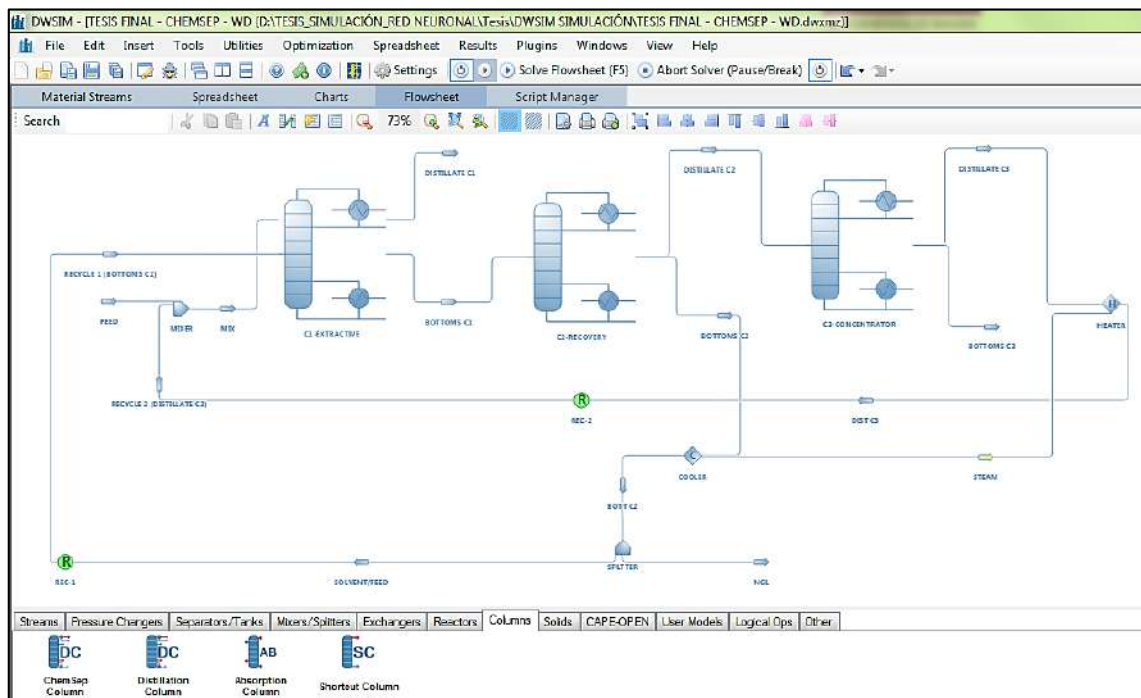 DWSIM - [TESIS FINAL - CHEMSEP - WD (D:\TESIS_SIMULACIÓN_RED NEURONAL\Tesis\DWSIM SIMULACIÓN\TESIS FINAL - CHEMSEP - WD.dwxmz)]
File Edit Insert Tools Utilities Optimization Spreadsheet Results Plugins Windows View Help
Settings Solve Flowsheet [F5] Abort Solver (Pause/Break)
Material Streams Spreadsheet Charts Flowsheet Script Manager
Search A 73%
DISTILLATE C1
DISTILLATE C2
DISTILLATE C3
RECYCLE 1 (BOTTOMS C2)
FEED
MIXER
MIX
C1-EXTRACTIVE
BOTTOMS C1
C2-RECOVERY
BOTTOMS C2
C3-CONCENTRATOR
BOTTOMS C3
H
HEATER
RECYCLE 2 (DISTILLATE C3)
R
REC-2
DIST C3
C
COOLER
STEAM
BOTT C2
R
REC-1
SOLVENT/FEED
SPLITTER
NGL
Streams Pressure Changers Separators/Tanks Mixers/Splitters Exchangers Reactors Columns Solids CAPE-OPEN User Models Logical Ops Other
DC DC AB SC
ChemSep Column
Distillation Column
Absorption Column
Shortcut Column